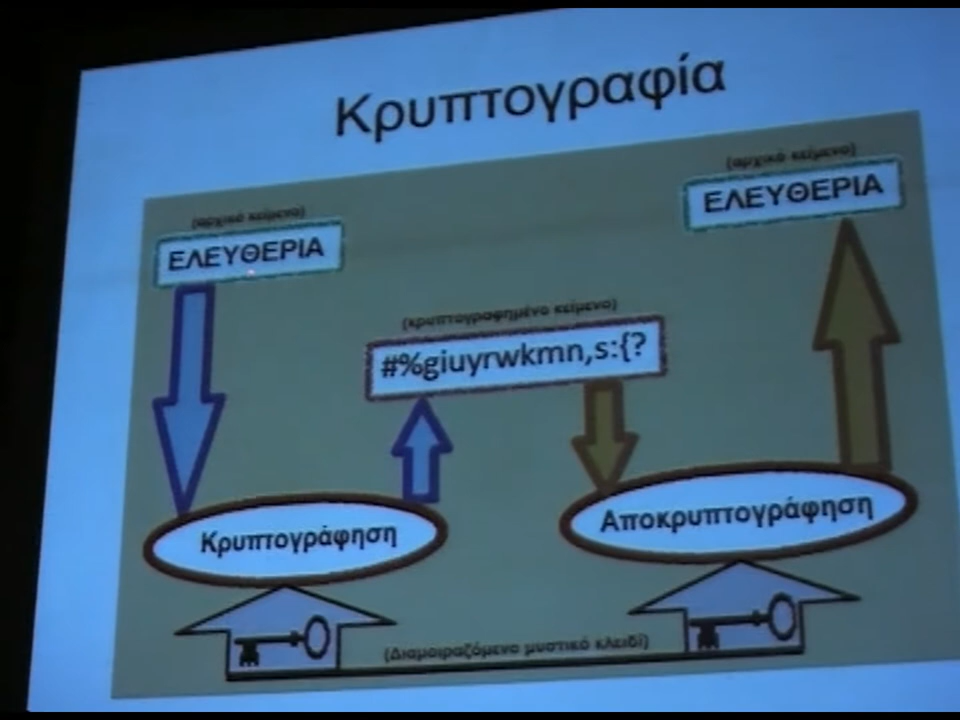 Κρυπτογραφία
(αρχικό κείμενο)
ΕΛΕΥΘΕΡΙΑ
(αρχικό κείμενο)
ΕΛΕΥΘΕΡΙΑ
(κρυπτογραφημένο κείμενο)
#%giuyrwkmn,s:{?
Κρυπτογράφηση
Αποκρυπτογράφηση
(Διαμοιραζόμενο μυστικό κλειδί)